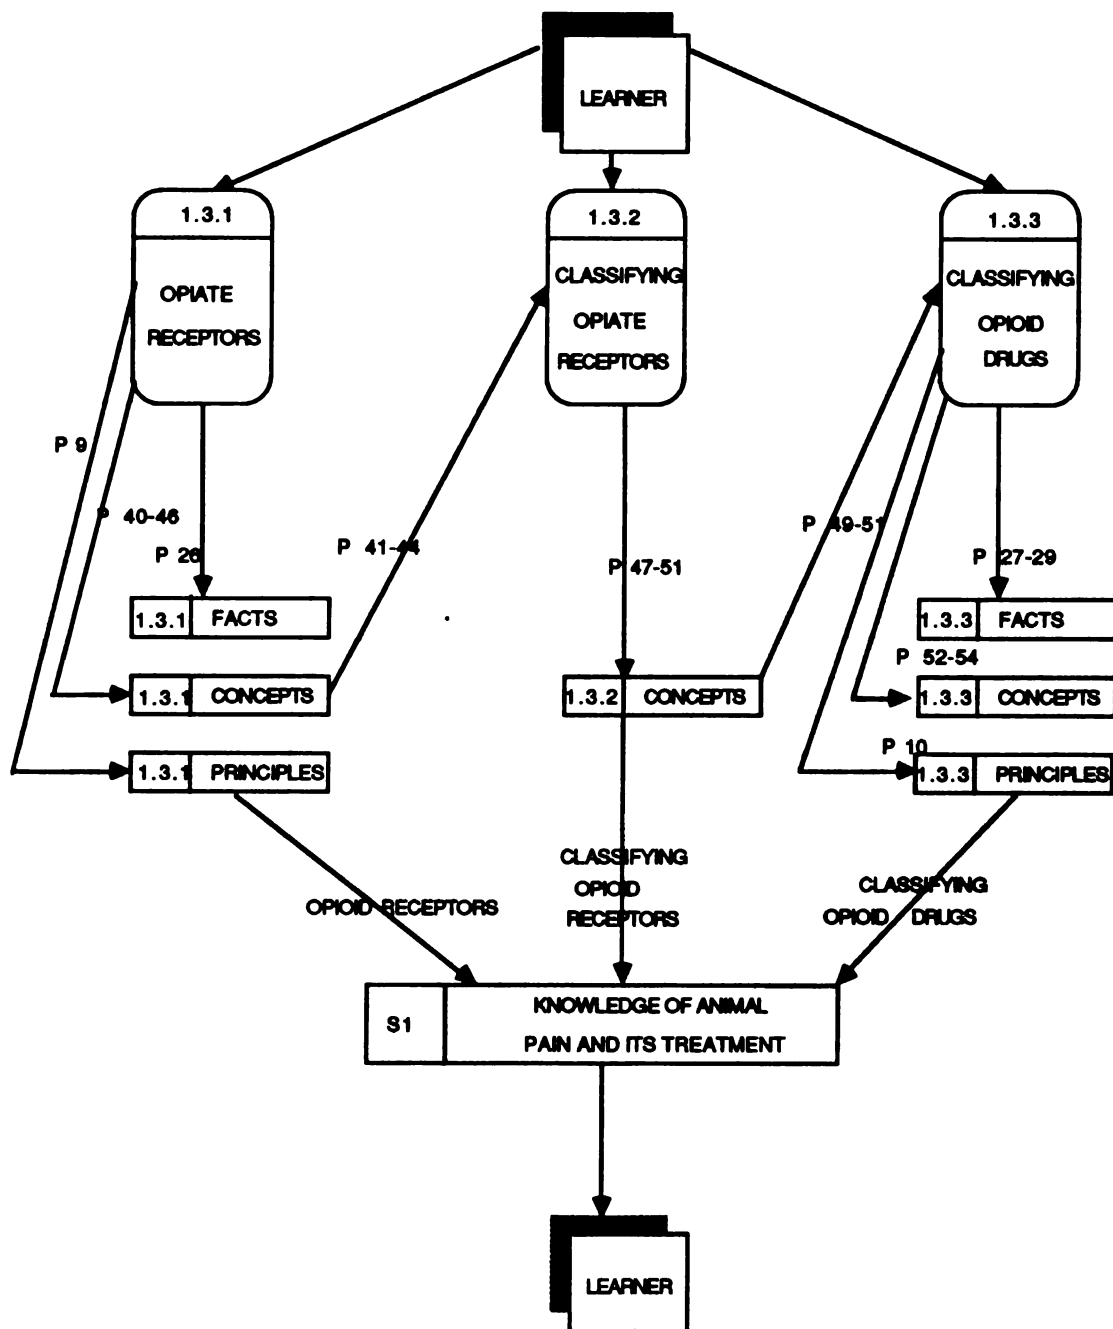 LEARNER
1.3.1
1.3.2
1.3.3
OPIATE
RECEPTORS
CLASSIFYING
OPIATE
RECEPTORS
CLASSIFYING
OPIOID
DRUGS
P 9
P 40-46
P 26
P 41-44
P 47-51
P 49-51
P 27-29
1.3.1 FACTS
1.3.3 FACTS
P 52-54
1.3.1 CONCEPTS
1.3.2 CONCEPTS
1.3.3 CONCEPTS
P 10
1.3.1 PRINCIPLES
1.3.3 PRINCIPLES
OPIOID RECEPTORS
CLASSIFYING
OPIOID
RECEPTORS
CLASSIFYING
OPIOID DRUGS
S1
KNOWLEDGE OF ANIMAL
PAIN AND ITS TREATMENT
LEARNER